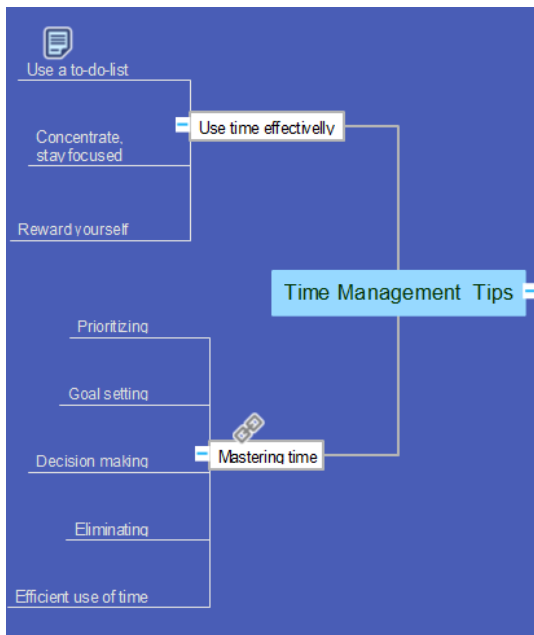 Use a to-do-list
Use time effectivelly
Concentrate,
stay focused
Reward yourself
Time Management Tips
Prioritizing
Goal setting
Mastering time
Decision making
Eliminating
Efficient use of time